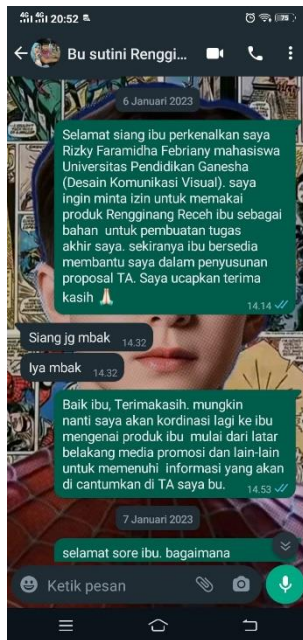 20:52
Bu sutini Renggi...
6 Januari 2023
Selamat siang ibu perkenalkan saya
Rizky Faramidha Febriany mahasiswa
Universitas Pendidikan Ganesha
(Desain Komunikasi Visual). saya
ingin minta izin untuk memakai
produk Rengginang Receh ibu sebagai
bahan untuk pembuatan tugas
akhir saya. sekiranya ibu bersedia
membantu saya dalam penyusunan
proposal TA. Saya ucapkan terima
kasih 🙏🏻
14.14
Siang jg mbak 14.32
Iya mbak 14.32
Baik ibu, Terimakasih. mungkin
nanti saya akan kordinasi lagi ke ibu
mengenai produk ibu mulai dari latar
belakang media promosi dan lain-lain
untuk memenuhi informasi yang akan
di cantumkan di TA saya bu.
14.53
7 Januari 2023
selamat sore ibu. bagaimana
Ketik pesan